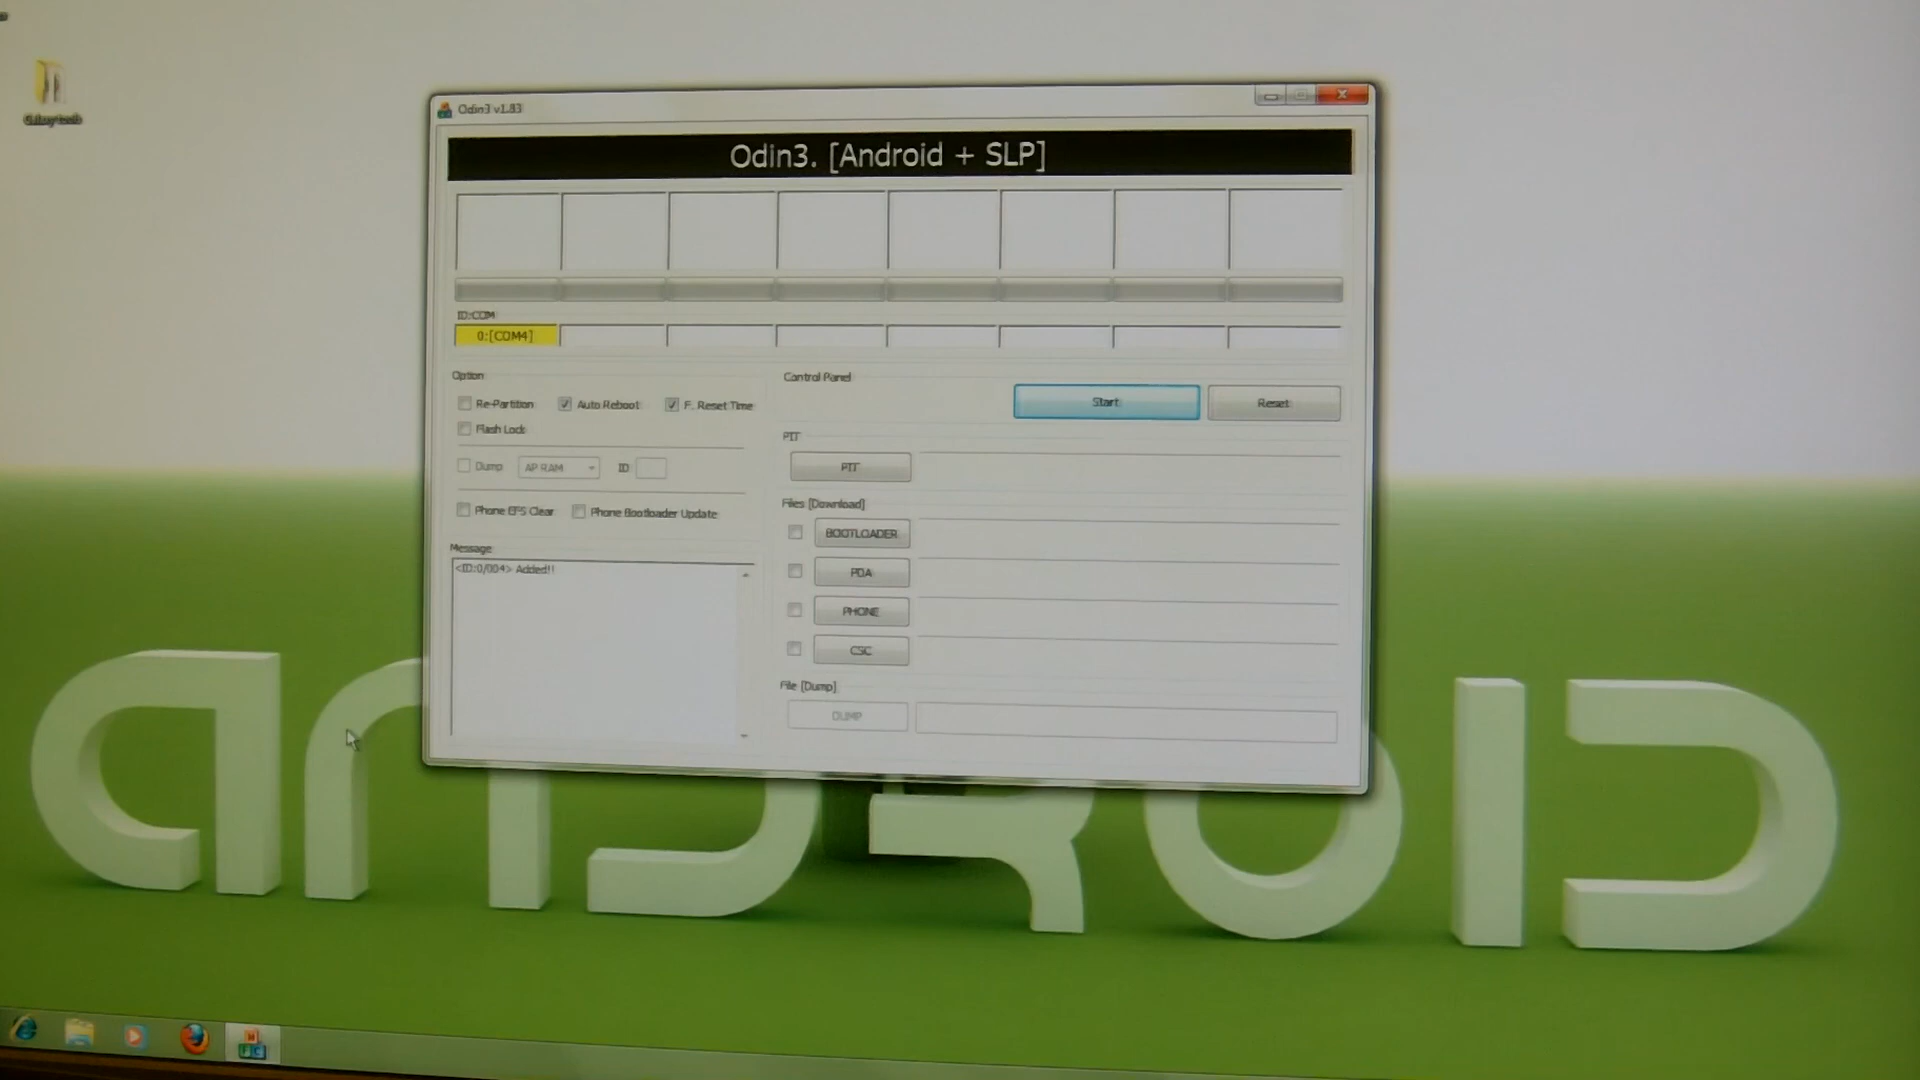 Odin3 v1.83
Odin3. [Android + SLP]
ID:COM
0:[COM4]
Option
Re-Partition
Auto Reboot
F. Reset Time
Flash Lock
Dump
AP RAM
ID
Phone EFS Clear
Phone Bootloader Update
Message
<ID:0/004> Added!!
Control Panel
Start
Reset
PIT
PIT
Files [Download]
BOOTLOADER
PDA
PHONE
CSC
File [Dump]
DUMP
ANDROID